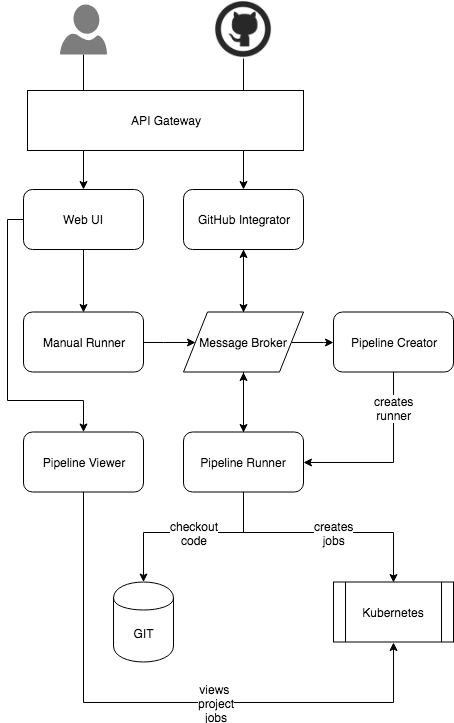 API Gateway
Web UI
GitHub Integrator
Manual Runner
Message Broker
Pipeline Creator
creates
runner
Pipeline Viewer
Pipeline Runner
checkout
code
creates
jobs
GIT
Kubernetes
views
project
jobs